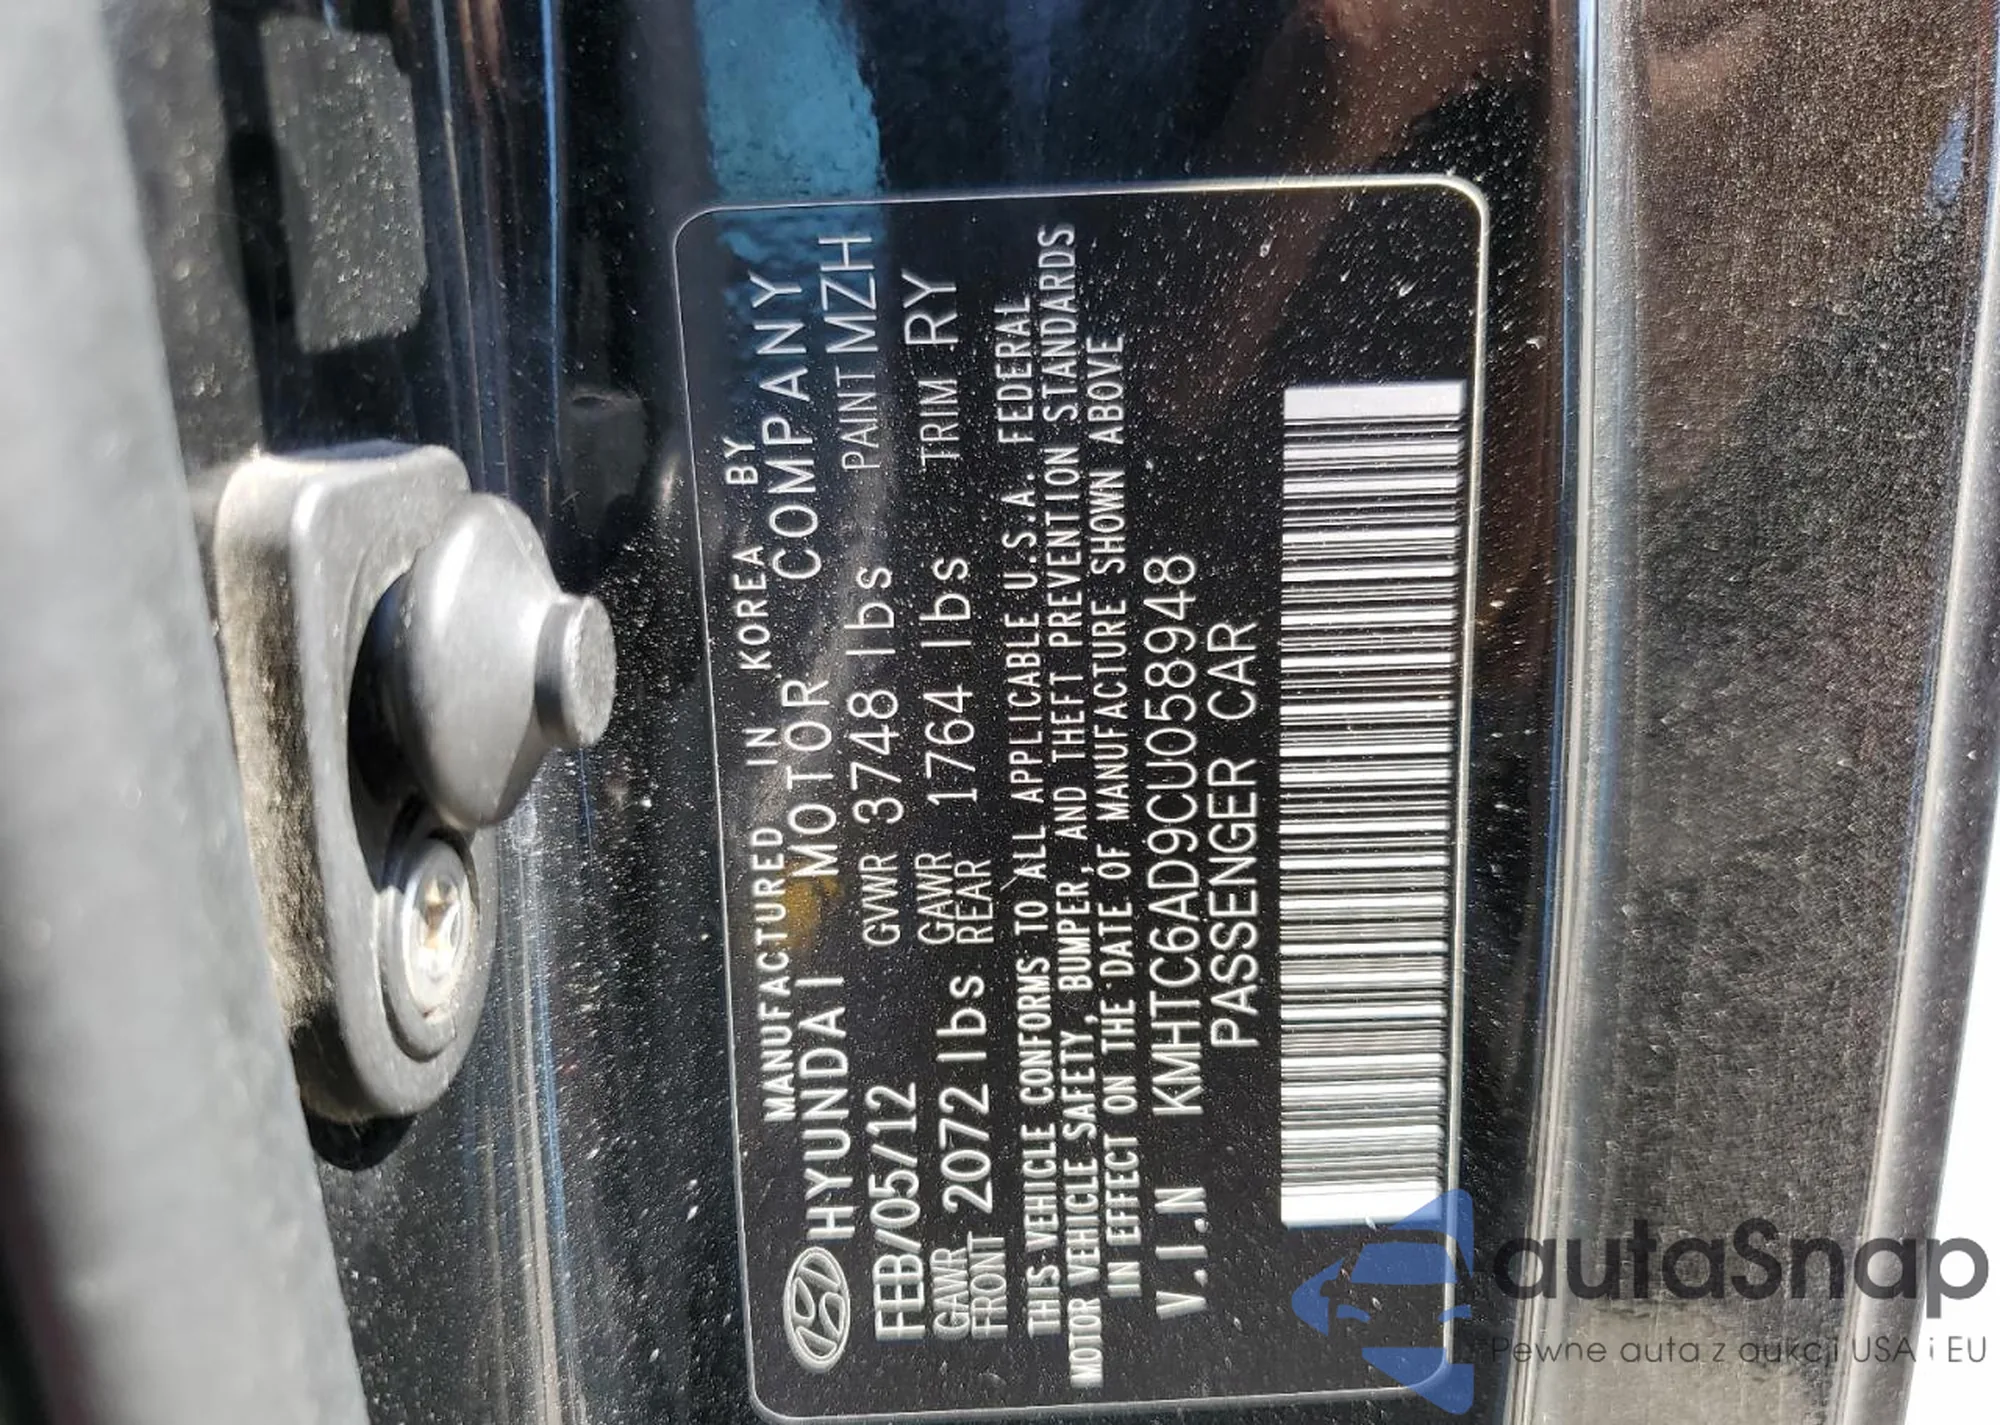 MANUFACTURED IN KOREA BY
HYUNDAI MOTOR COMPANY
FEB/05/12 GVWR 3748 lbs PAINT MZH
GAWR FRONT 2072 lbs GAWR REAR 1764 lbs TRIM RY
THIS VEHICLE CONFORMS TO ALL APPLICABLE U.S.A. FEDERAL
MOTOR VEHICLE SAFETY, BUMPER, AND THEFT PREVENTION STANDARDS
IN EFFECT ON THE DATE OF MANUFACTURE SHOWN ABOVE
V.I.N KMHTC6AD9CU058948
PASSENGER CAR
autaSnap
Pewne auta z aukcji USA i EU